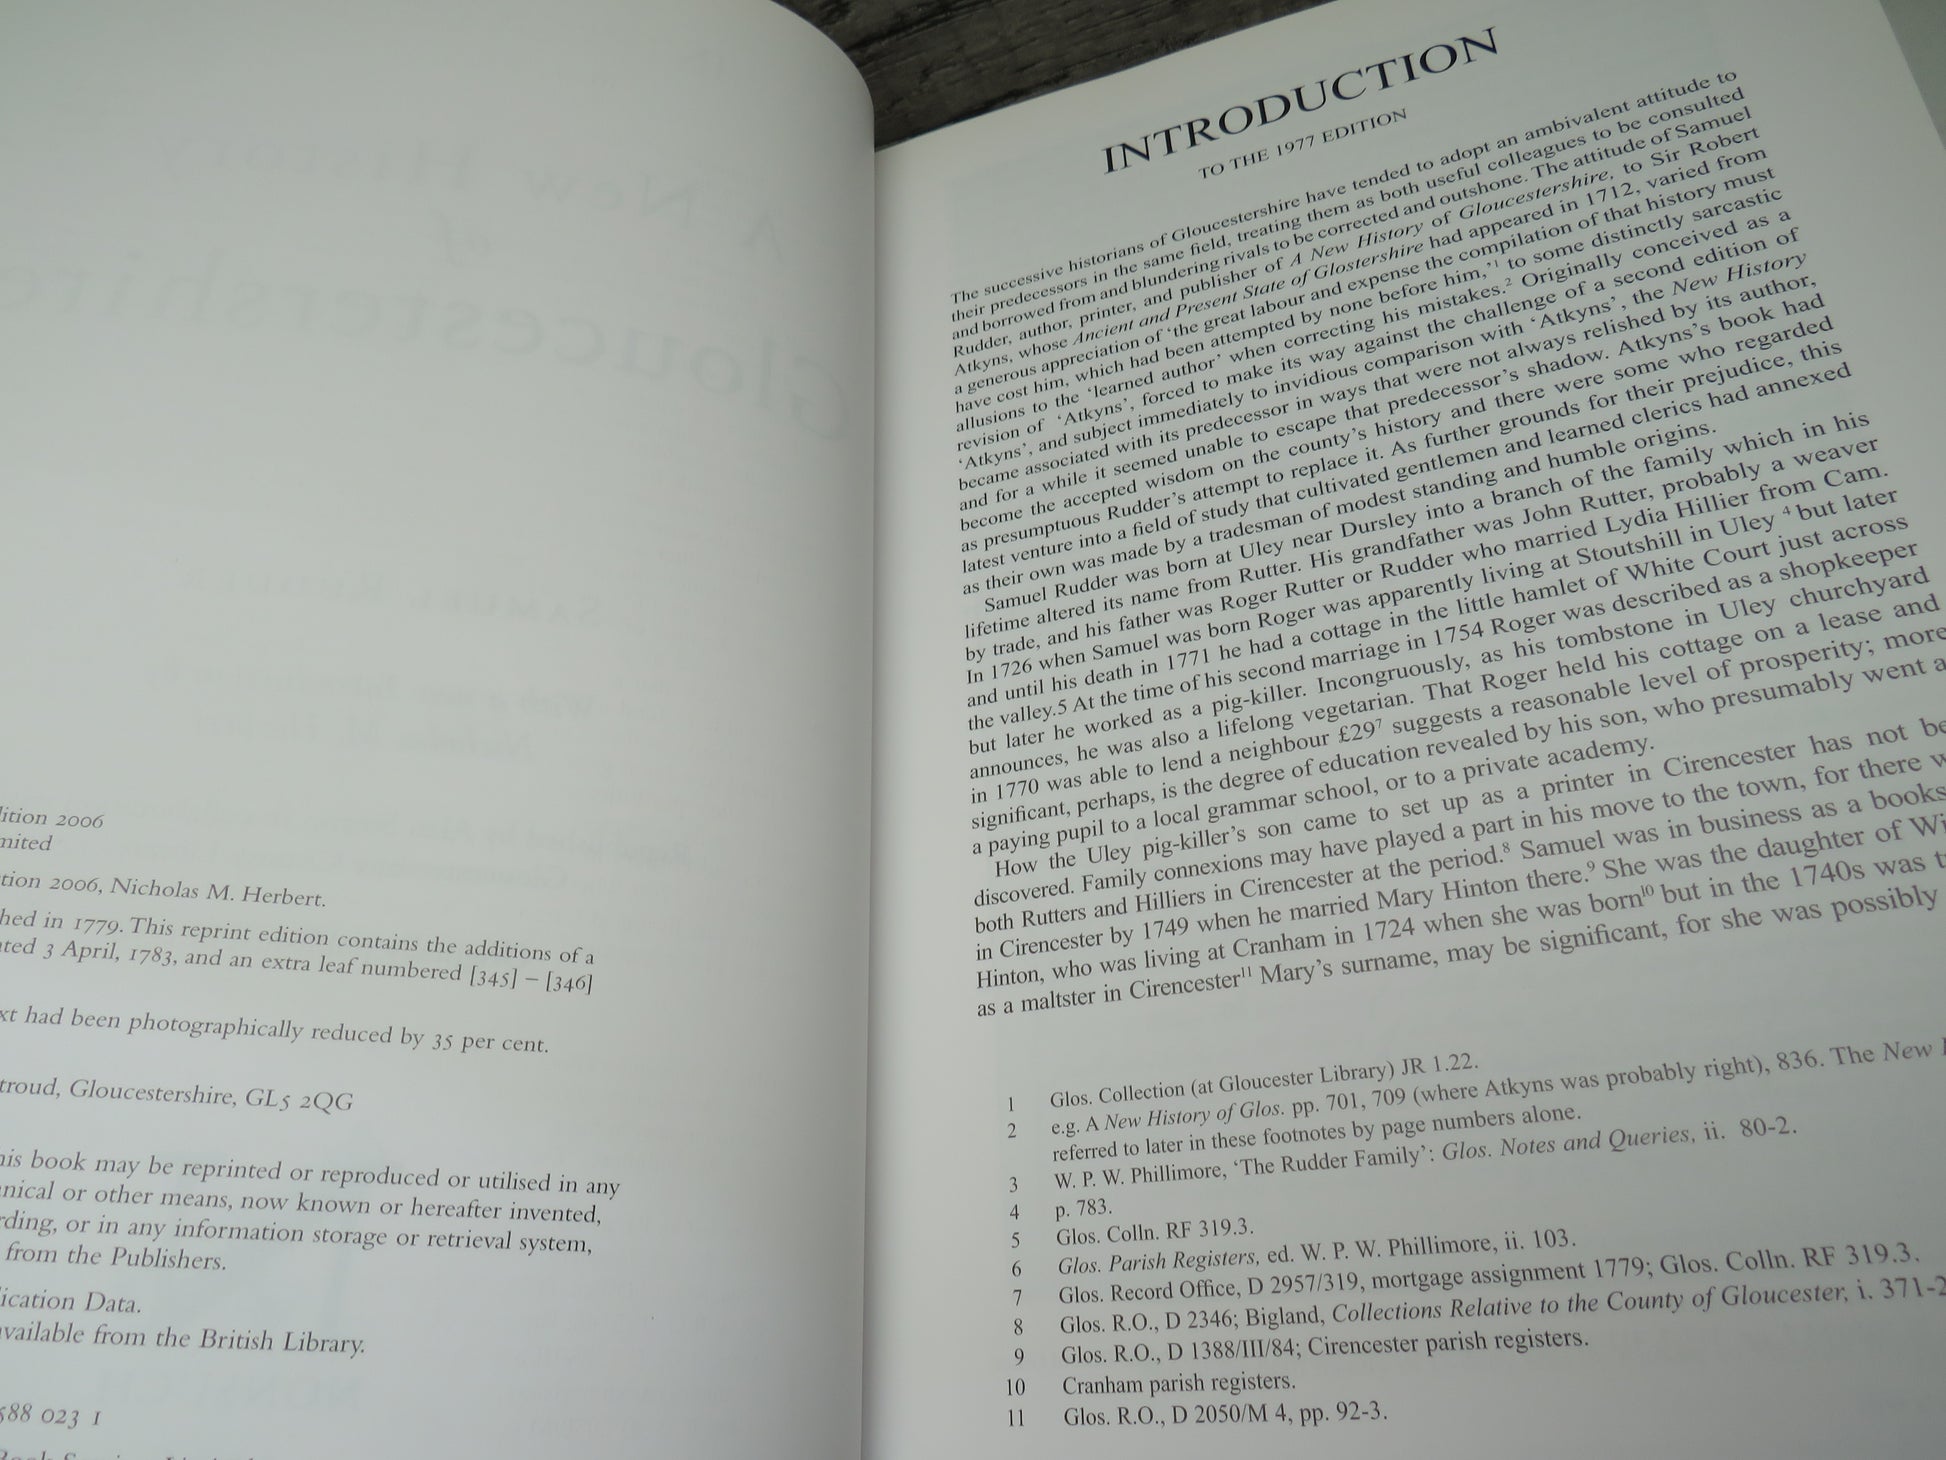 dition 2006
mited
tion 2006, Nicholas M. Herbert.
hed in 1779. This reprint edition contains the additions of a
ted 3 April, 1783, and an extra leaf numbered [345] – [346]
xt had been photographically reduced by 35 per cent.
troud, Gloucestershire, GL5 2QG
his book may be reprinted or reproduced or utilised in any
nical or other means, now known or hereafter invented,
rding, or in any information storage or retrieval system,
from the Publishers.
ication Data.
vailable from the British Library.
588 023 1
INTRODUCTION
TO THE 1977 EDITION
The successive historians of Gloucestershire have tended to adopt an ambivalent attitude to
their predecessors in the same field, treating them as both useful colleagues to be consulted
and borrowed from and blundering rivals to be corrected and outshone. The attitude of Samuel
Rudder, author, printer, and publisher of A New History of Gloucestershire, to Sir Robert
Atkyns, whose Ancient and Present State of Glostershire had appeared in 1712, varied from
a generous appreciation of ‘the great labour and expense the compilation of that history must
have cost him, which had been attempted by none before him,’¹ to some distinctly sarcastic
allusions to the ‘learned author’ when correcting his mistakes.² Originally conceived as a
revision of ‘Atkyns’, forced to make its way against the challenge of a second edition of
‘Atkyns’, and subject immediately to invidious comparison with ‘Atkyns’, the New History
became associated with its predecessor in ways that were not always relished by its author,
and for a while it seemed unable to escape that predecessor’s shadow. Atkyns’s book had
become the accepted wisdom on the county’s history and there were some who regarded
as presumptuous Rudder’s attempt to replace it. As further grounds for their prejudice, this
latest venture into a field of study that cultivated gentlemen and learned clerics had annexed
as their own was made by a tradesman of modest standing and humble origins.
Samuel Rudder was born at Uley near Dursley into a branch of the family which in his
lifetime altered its name from Rutter. His grandfather was John Rutter, probably a weaver
by trade, and his father was Roger Rutter or Rudder who married Lydia Hillier from Cam.
In 1726 when Samuel was born Roger was apparently living at Stoutshill in Uley ⁴ but later
and until his death in 1771 he had a cottage in the little hamlet of White Court just across
the valley.5 At the time of his second marriage in 1754 Roger was described as a shopkeeper
but later he worked as a pig-killer. Incongruously, as his tombstone in Uley churchyard
announces, he was also a lifelong vegetarian. That Roger held his cottage on a lease and
in 1770 was able to lend a neighbour £29⁷ suggests a reasonable level of prosperity; more
significant, perhaps, is the degree of education revealed by his son, who presumably went a
a paying pupil to a local grammar school, or to a private academy.
How the Uley pig-killer’s son came to set up as a printer in Cirencester has not be
discovered. Family connexions may have played a part in his move to the town, for there w
both Rutters and Hilliers in Cirencester at the period.⁸ Samuel was in business as a books
in Cirencester by 1749 when he married Mary Hinton there.⁹ She was the daughter of Wi
Hinton, who was living at Cranham in 1724 when she was born¹⁰ but in the 1740s was t
as a maltster in Cirencester¹¹ Mary’s surname, may be significant, for she was possibly
1 Glos. Collection (at Gloucester Library) JR 1.22.
2 e.g. A New History of Glos. pp. 701, 709 (where Atkyns was probably right), 836. The New
referred to later in these footnotes by page numbers alone.
3 W. P. W. Phillimore, ‘The Rudder Family’: Glos. Notes and Queries, ii. 80-2.
4 p. 783.
5 Glos. Colln. RF 319.3.
6 Glos. Parish Registers, ed. W. P. W. Phillimore, ii. 103.
7 Glos. Record Office, D 2957/319, mortgage assignment 1779; Glos. Colln. RF 319.3.
8 Glos. R.O., D 2346; Bigland, Collections Relative to the County of Gloucester, i. 371-2
9 Glos. R.O., D 1388/III/84; Cirencester parish registers.
10 Cranham parish registers.
11 Glos. R.O., D 2050/M 4, pp. 92-3.